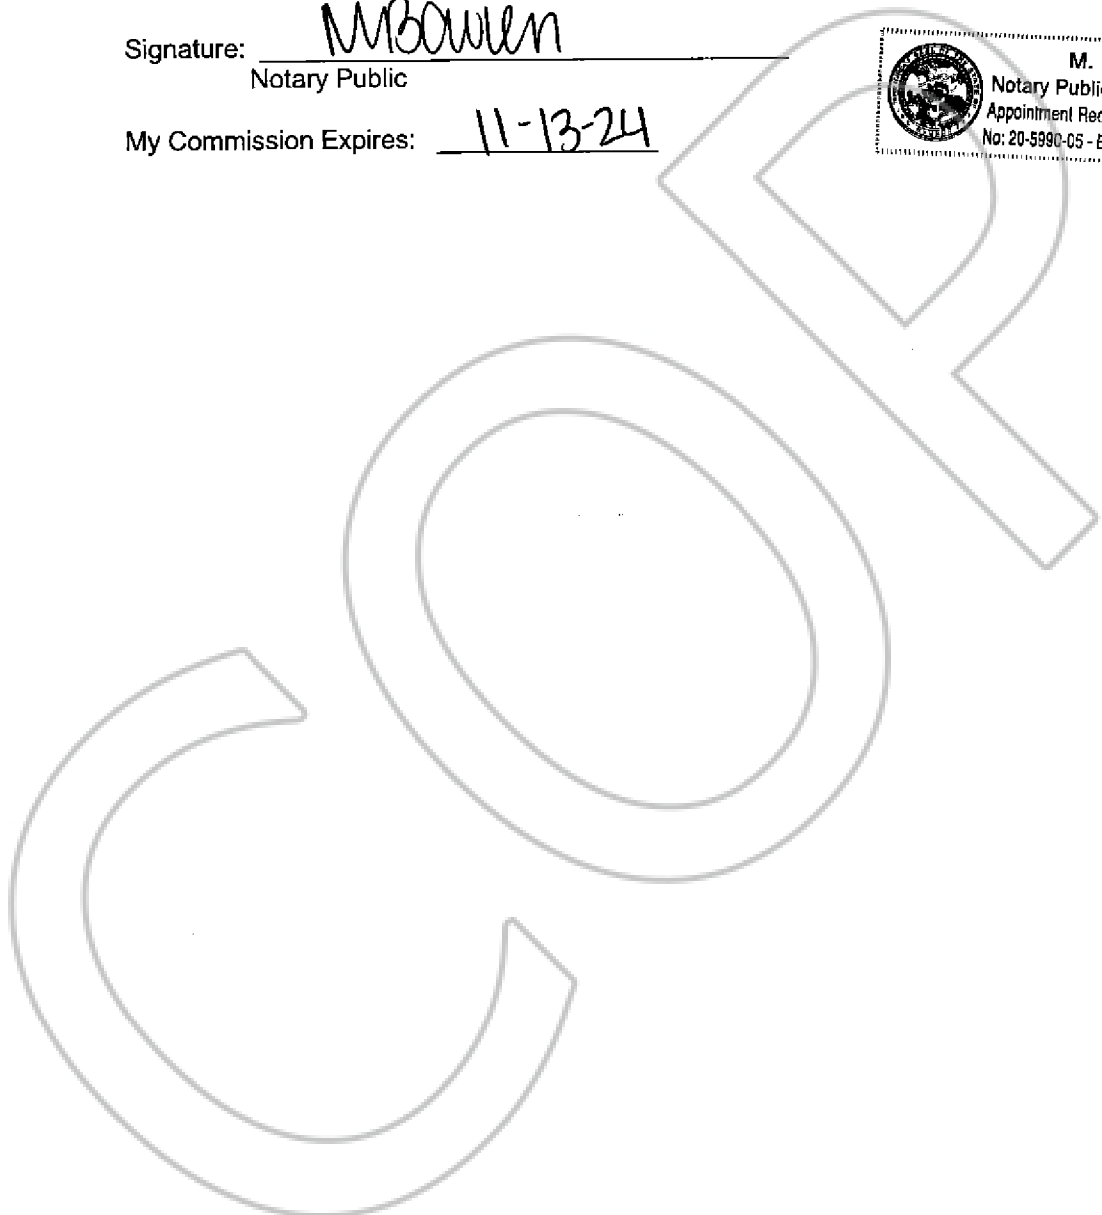 Signature: MBowen
Notary Public
My Commission Expires: 11-13-24
M.
Notary Public
Appointment Rec
No: 20-5990-05 - E
COP